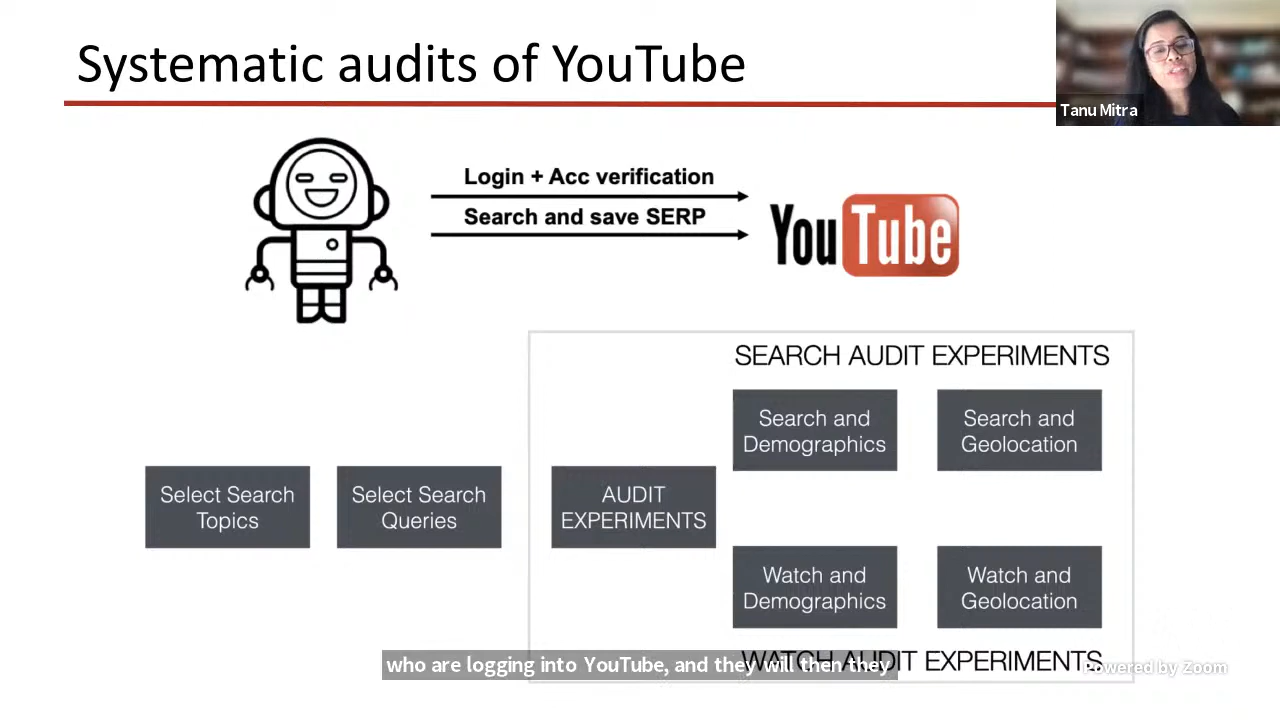 Systematic audits of YouTube
Tanu Mitra
Login + Acc verification
Search and save SERP
YouTube
SEARCH AUDIT EXPERIMENTS
Search and
Demographics
Search and
Geolocation
Select Search
Topics
Select Search
Queries
AUDIT
EXPERIMENTS
Watch and
Demographics
Watch and
Geolocation
WATCH AUDIT EXPERIMENTS
who are logging into YouTube, and they will then they
Powered by Zoom